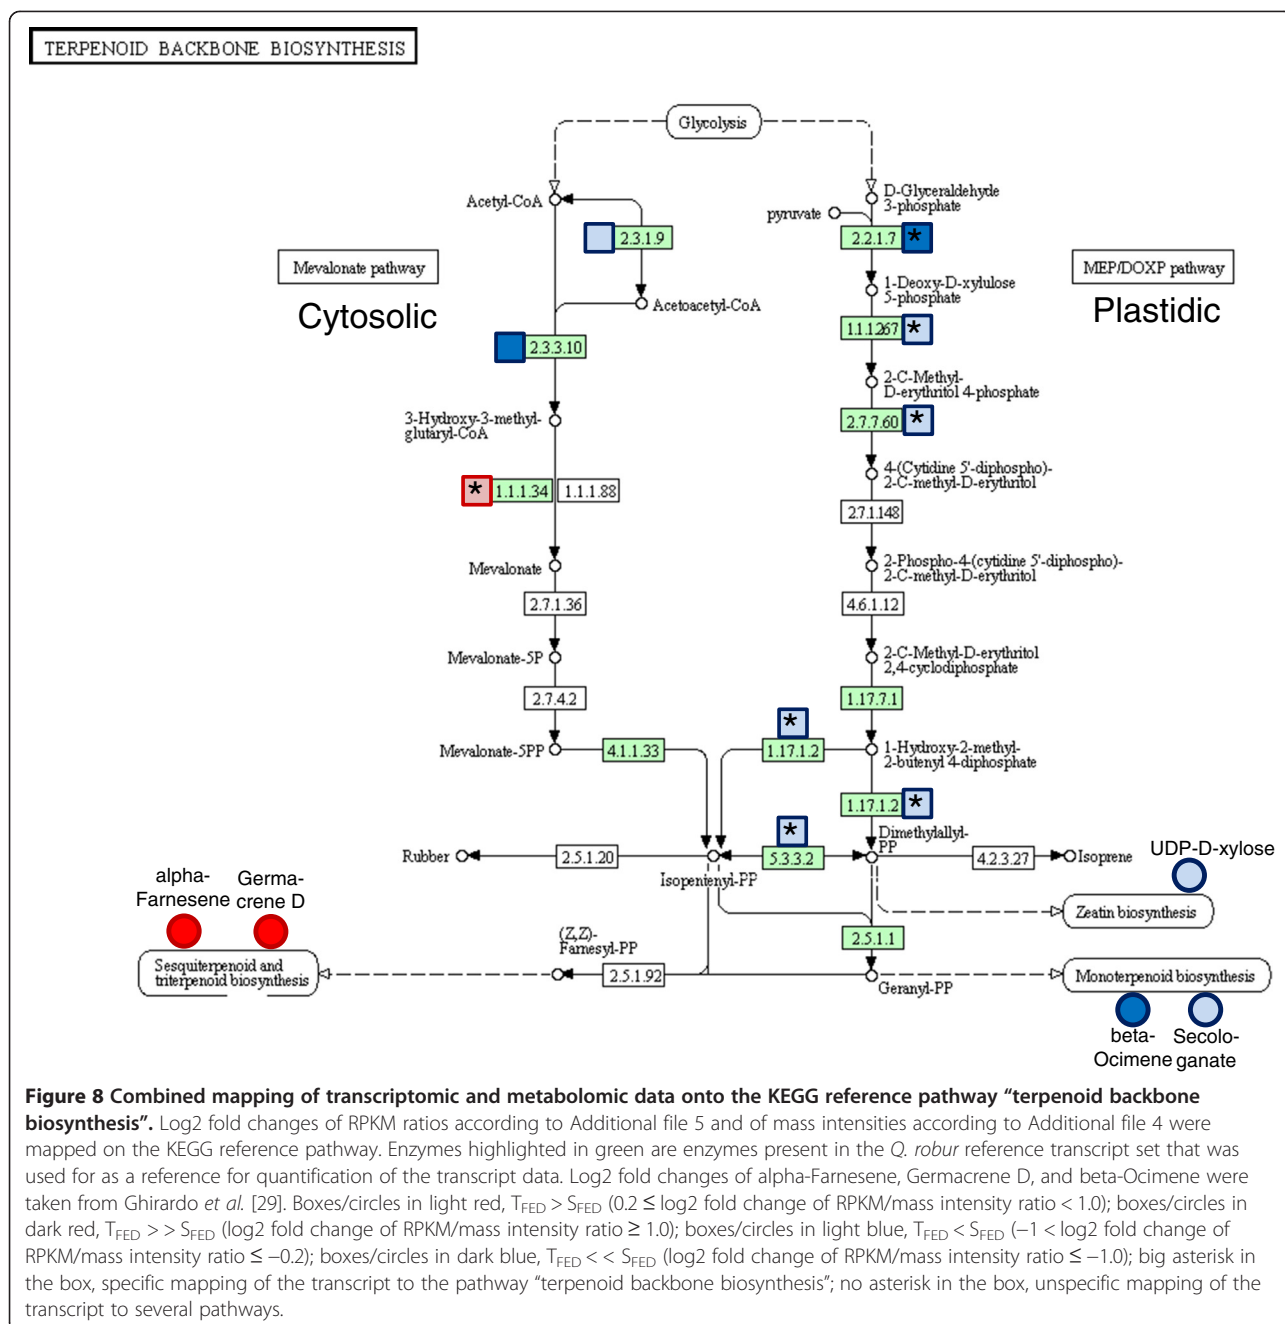 TERPENOID BACKBONE BIOSYNTHESIS
Glycolysis
Acetyl-CoA
D-Glyceraldehyde
3-phosphate
pyruvate
2.3.1.9
2.2.1.7 *
Mevalonate pathway
MEP/DOXP pathway
Cytosolic
Plastidic
1-Deoxy-D-xylulose
5-phosphate
Acetoacetyl-CoA
1.1.1267 *
2.3.3.10
2-C-Methyl-
D-erythritol 4-phosphate
3-Hydroxy-3-methyl-
glutaryl-CoA
2.7.7.60 *
4-(Cytidine 5'-diphospho)-
2-C-methyl-D-erythritol
* 1.1.1.34
1.1.1.88
2.7.1.148
Mevalonate
2-Phospho-4-(cytidine 5'-diphospho)-
2-C-methyl-D-erythritol
2.7.1.36
4.6.1.12
Mevalonate-5P
2-C-Methyl-D-erythritol
2,4-cyclodiphosphate
2.7.4.2
1.17.7.1
*
Mevalonate-5PP
4.1.1.33
1.17.1.2
1-Hydroxy-2-methyl-
2-butenyl 4-diphosphate
1.17.1.2 *
*
Dimethylallyl-
PP
Rubber
2.5.1.20
5.3.3.2
4.2.3.27
Isoprene
Isopentenyl-PP
UDP-D-xylose
alpha-
Farnesene
Germa-
crene D
Zeatin biosynthesis
(Z,Z)-
Farnesyl-PP
2.5.1.1
Sesquiterpenoid and
triterpenoid biosynthesis
2.5.1.92
Geranyl-PP
Monoterpenoid biosynthesis
beta-
Ocimene
Secolo-
ganate
Figure 8 Combined mapping of transcriptomic and metabolomic data onto the KEGG reference pathway “terpenoid backbone
biosynthesis”. Log2 fold changes of RPKM ratios according to Additional file 5 and of mass intensities according to Additional file 4 were
mapped on the KEGG reference pathway. Enzymes highlighted in green are enzymes present in the Q. robur reference transcript set that was
used for as a reference for quantification of the transcript data. Log2 fold changes of alpha-Farnesene, Germacrene D, and beta-Ocimene were
taken from Ghirardo et al. [29]. Boxes/circles in light red, TFED > SFED (0.2 ≤ log2 fold change of RPKM/mass intensity ratio < 1.0); boxes/circles in
dark red, TFED > > SFED (log2 fold change of RPKM/mass intensity ratio ≥ 1.0); boxes/circles in light blue, TFED < SFED (−1 < log2 fold change of
RPKM/mass intensity ratio ≤ −0.2); boxes/circles in dark blue, TFED < < SFED (log2 fold change of RPKM/mass intensity ratio ≤ −1.0); big asterisk in
the box, specific mapping of the transcript to the pathway “terpenoid backbone biosynthesis”; no asterisk in the box, unspecific mapping of the
transcript to several pathways.